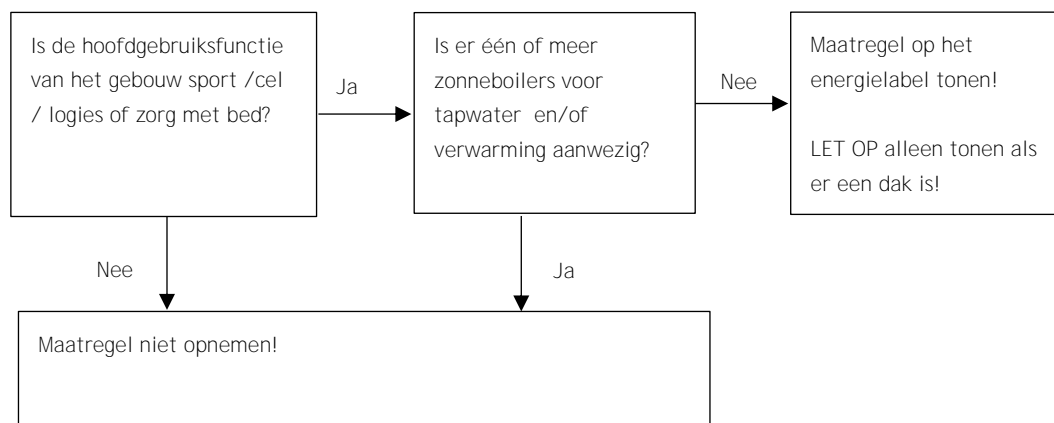 Is de hoofdgebruiksfunctie
van het gebouw sport /cel
/ logies of zorg met bed?
Ja
Is er één of meer
zonneboilers voor
tapwater en/of
verwarming aanwezig?
Nee
Maatregel op het
energielabel tonen!
LET OP alleen tonen als
er een dak is!
Nee
Ja
Maatregel niet opnemen!